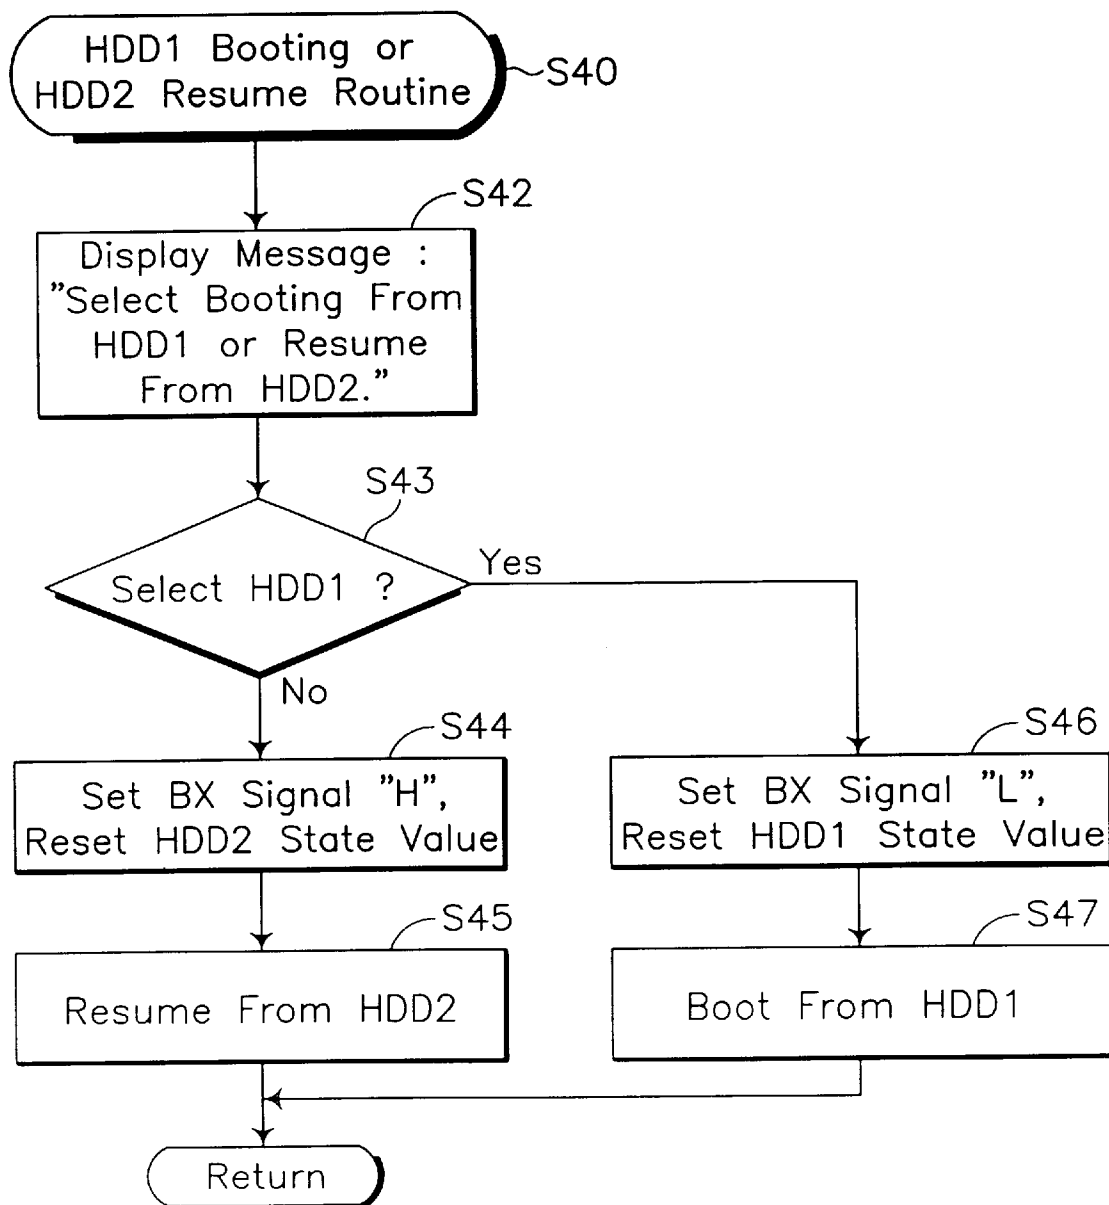 HDD1 Booting or
HDD2 Resume Routine
S40
S42
Display Message :
"Select Booting From
HDD1 or Resume
From HDD2."
S43
Select HDD1 ?
Yes
No
S44
Set BX Signal "H",
Reset HDD2 State Value
S46
Set BX Signal "L",
Reset HDD1 State Value
S45
Resume From HDD2
S47
Boot From HDD1
Return